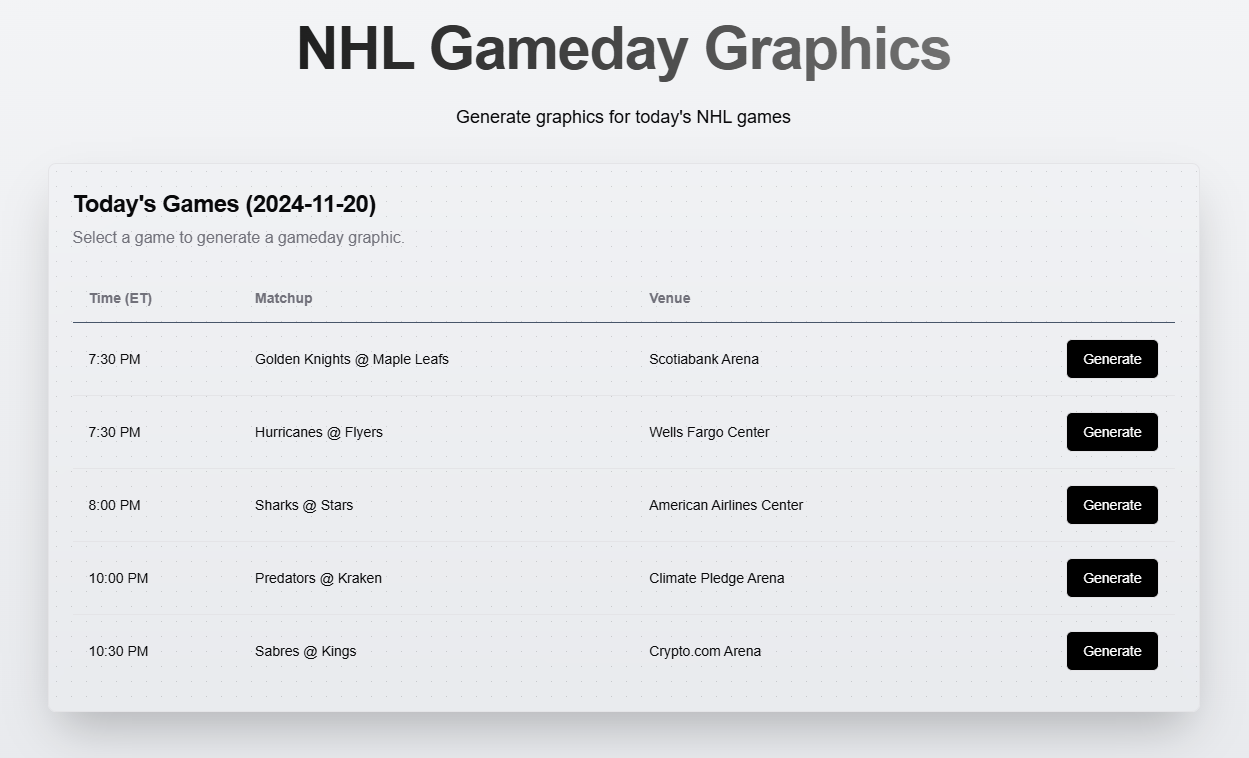 NHL Gameday Graphics
Generate graphics for today's NHL games
Today's Games (2024-11-20)
Select a game to generate a gameday graphic.
Time (ET) Matchup Venue
7:30 PM Golden Knights @ Maple Leafs Scotiabank Arena Generate
7:30 PM Hurricanes @ Flyers Wells Fargo Center Generate
8:00 PM Sharks @ Stars American Airlines Center Generate
10:00 PM Predators @ Kraken Climate Pledge Arena Generate
10:30 PM Sabres @ Kings Crypto.com Arena Generate